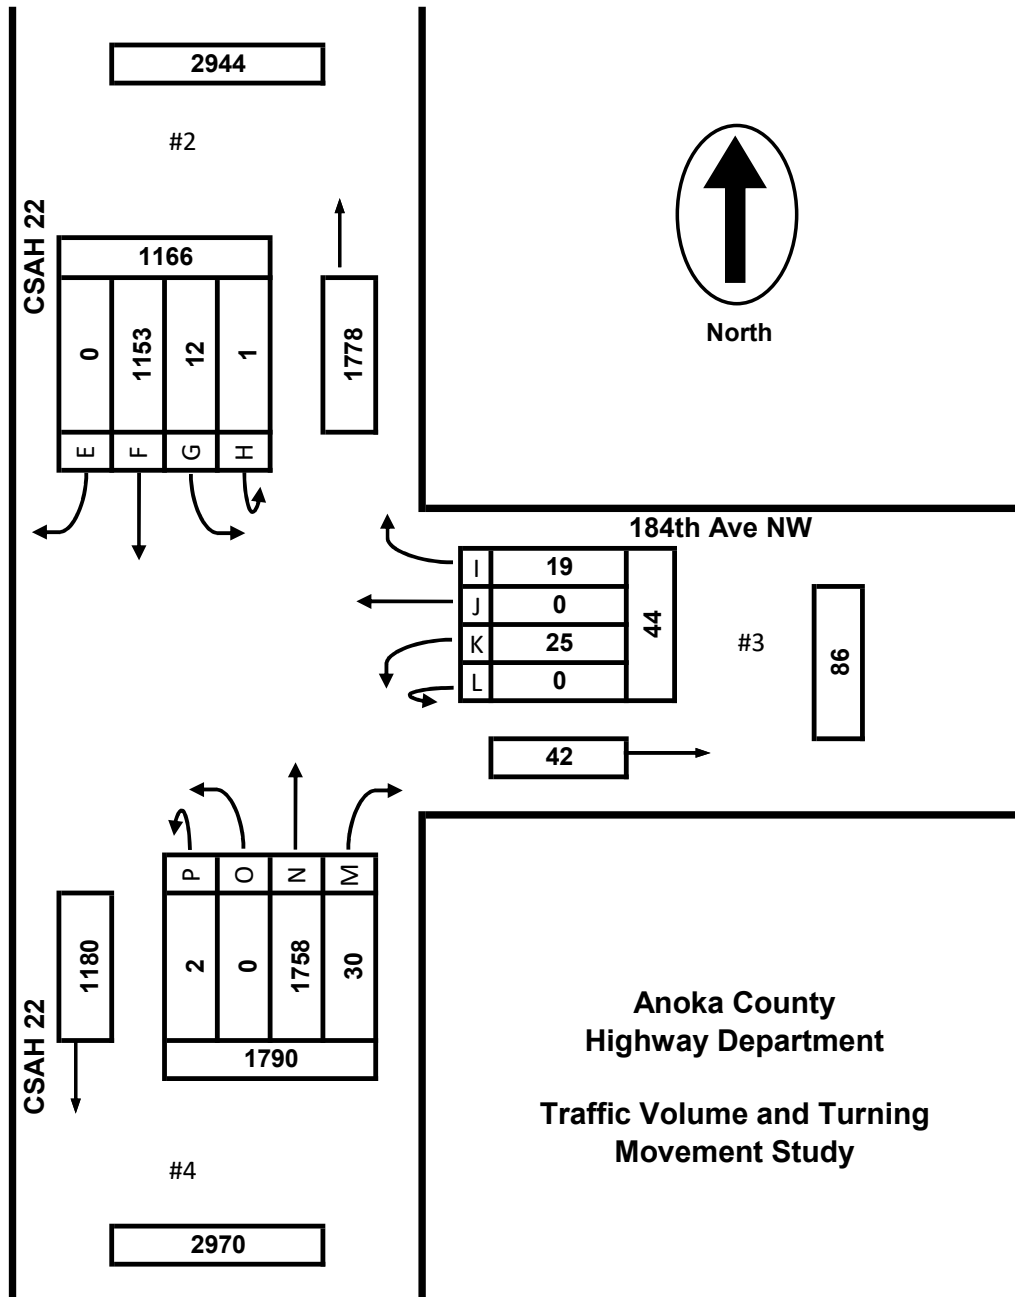 2944
#2
CSAH 22
1166
0 1153 12 1
E F G H
1778
North
184th Ave NW
I 19
J 0
K 25
L 0
44
#3
86
42
P O N M
2 0 1758 30
1790
1180
CSAH 22
#4
2970
Anoka County
Highway Department
Traffic Volume and Turning
Movement Study